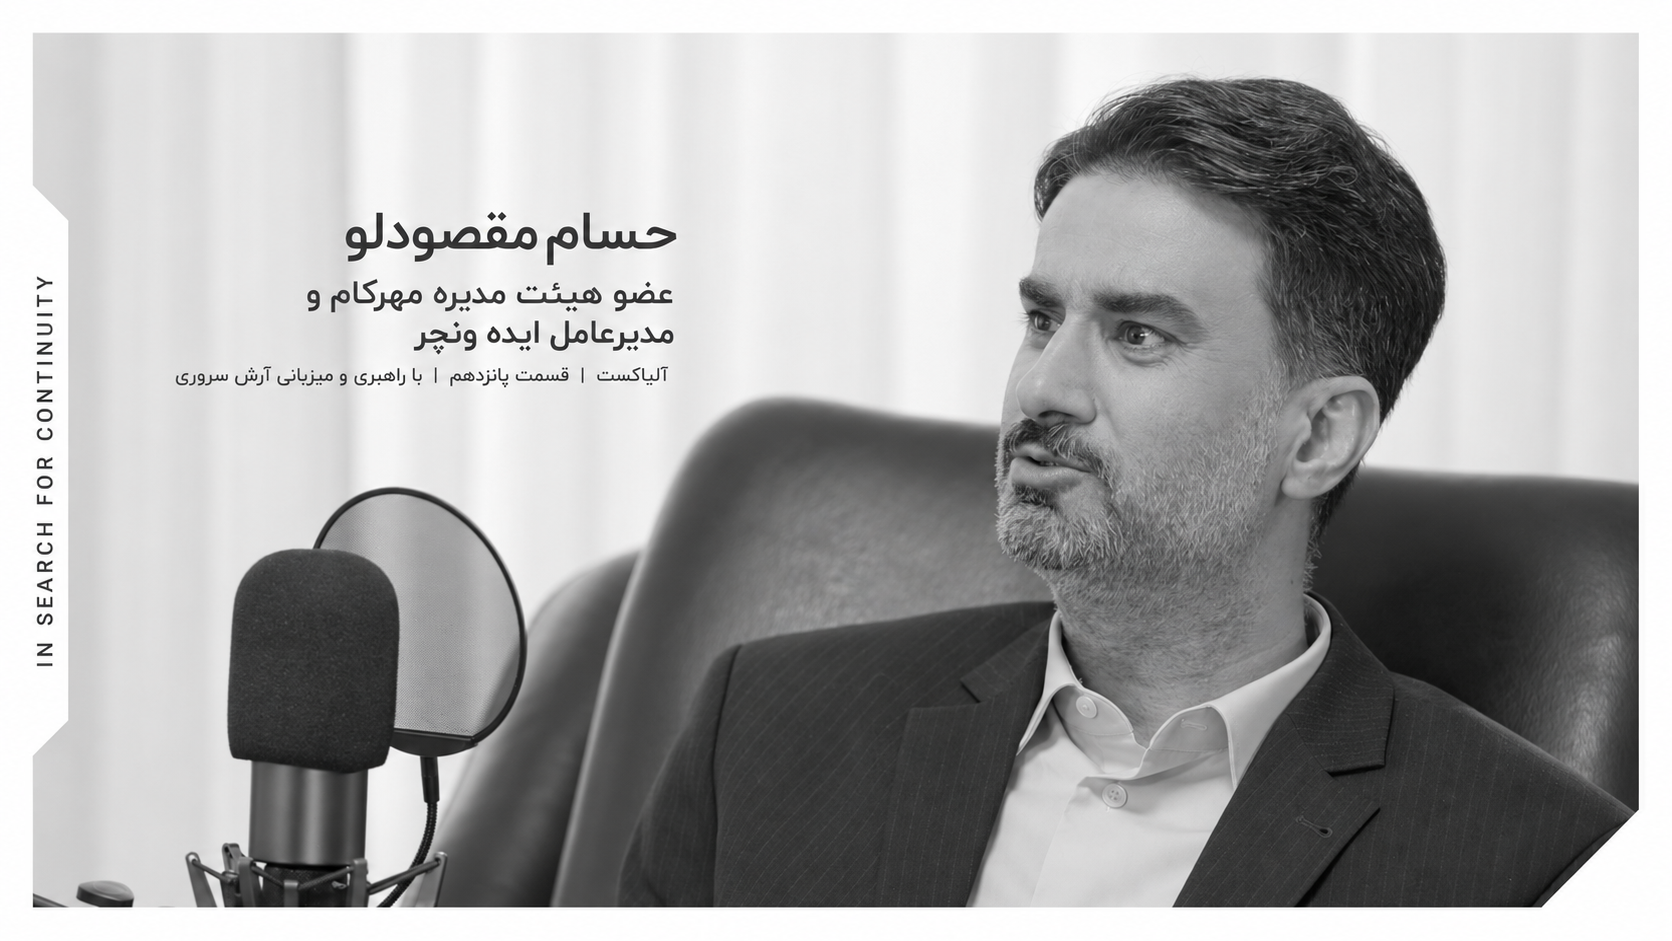 حسام مقصودلو
عضو هیئت مدیره مهرکام و
مدیرعامل ایده ونچر
آلیاکست | قسمت پانزدهم | با راهبری و میزبانی آرش سروری
IN SEARCH FOR CONTINUITY